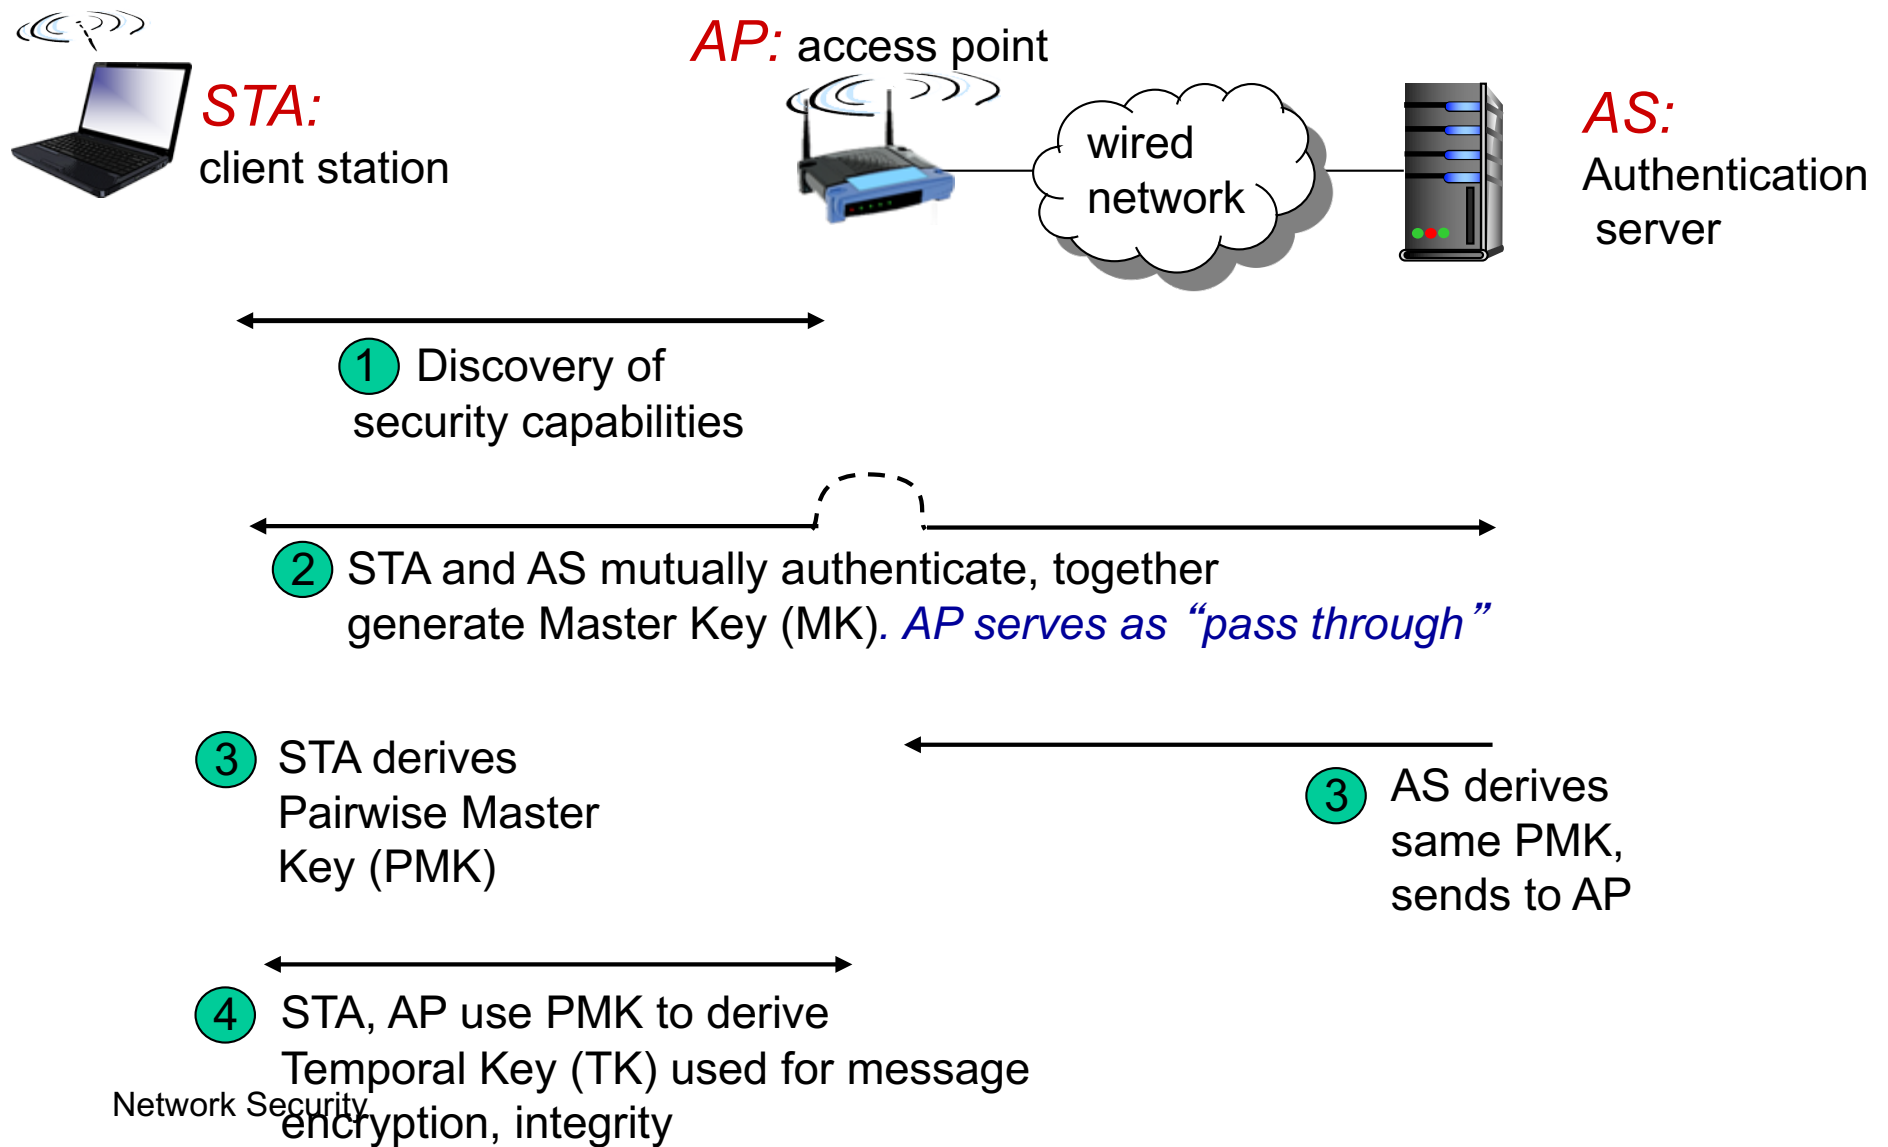 AP: access point
STA:
client station
wired
network
AS:
Authentication
server
1 Discovery of
security capabilities
2 STA and AS mutually authenticate, together
generate Master Key (MK). AP serves as “pass through”
3 STA derives
Pairwise Master
Key (PMK)
3 AS derives
same PMK,
sends to AP
4 STA, AP use PMK to derive
Temporal Key (TK) used for message
encryption, integrity
Network Security